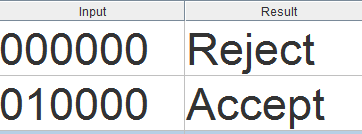 Input Result
000000 Reject
010000 Accept